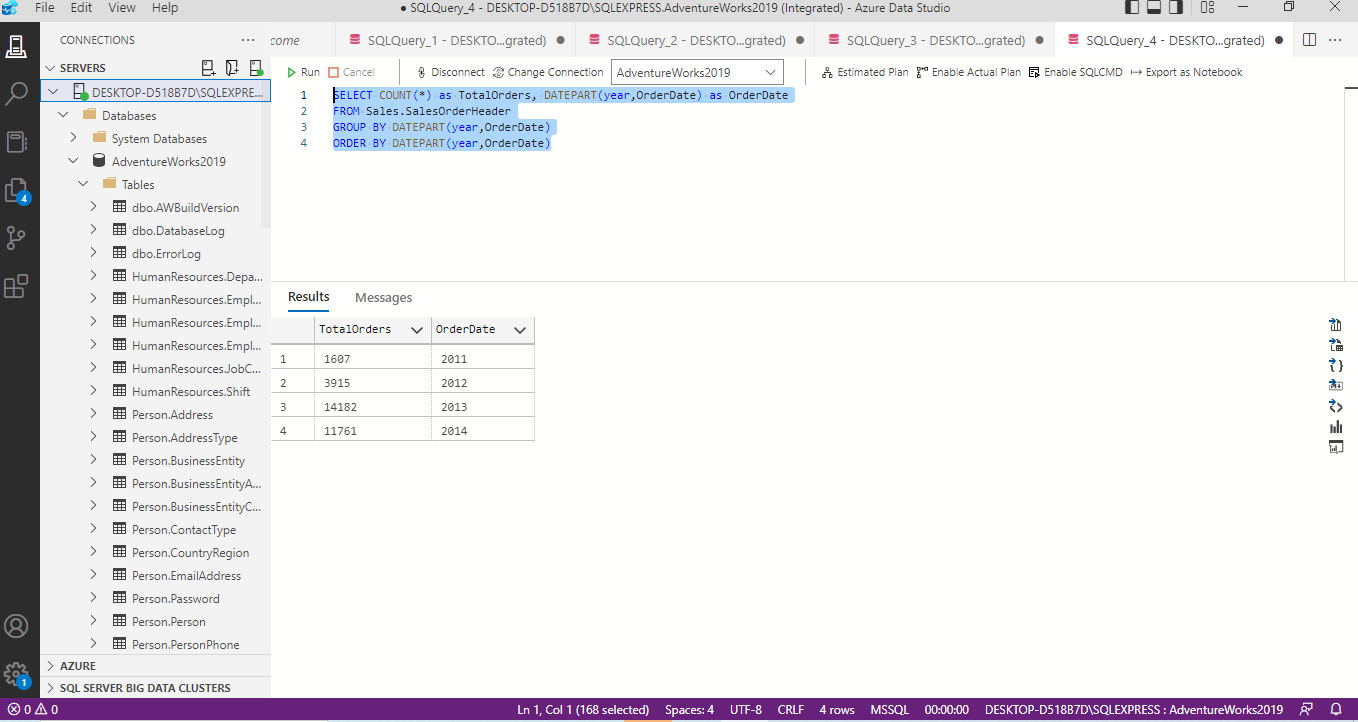 File Edit View Help
● SQLQuery_4 - DESKTOP-D518B7D\SQLEXPRESS.AdventureWorks2019 (Integrated) - Azure Data Studio
CONNECTIONS ···
come
SQLQuery_1 - DESKTO...grated) ●
SQLQuery_2 - DESKTO...grated) ●
SQLQuery_3 - DESKTO...grated) ●
SQLQuery_4 - DESKTO...grated) ●
SERVERS
Run Cancel Disconnect Change Connection AdventureWorks2019 Estimated Plan Enable Actual Plan Enable SQLCMD Export as Notebook
DESKTOP-D518B7D\SQLEXPRE...
Databases
System Databases
AdventureWorks2019
Tables
dbo.AWBuildVersion
dbo.DatabaseLog
dbo.ErrorLog
HumanResources.Depa...
HumanResources.Empl...
HumanResources.Empl...
HumanResources.Empl...
HumanResources.JobC...
HumanResources.Shift
Person.Address
Person.AddressType
Person.BusinessEntity
Person.BusinessEntityA...
Person.BusinessEntityC...
Person.ContactType
Person.CountryRegion
Person.EmailAddress
Person.Password
Person.Person
Person.PersonPhone
AZURE
SQL SERVER BIG DATA CLUSTERS
4
1
1 SELECT COUNT(*) as TotalOrders, DATEPART(year,OrderDate) as OrderDate
2 FROM Sales.SalesOrderHeader
3 GROUP BY DATEPART(year,OrderDate)
4 ORDER BY DATEPART(year,OrderDate)
Results Messages
TotalOrders OrderDate
1 1607 2011
2 3915 2012
3 14182 2013
4 11761 2014
0 0 Ln 1, Col 1 (168 selected) Spaces: 4 UTF-8 CRLF 4 rows MSSQL 00:00:00 DESKTOP-D518B7D\SQLEXPRESS : AdventureWorks2019